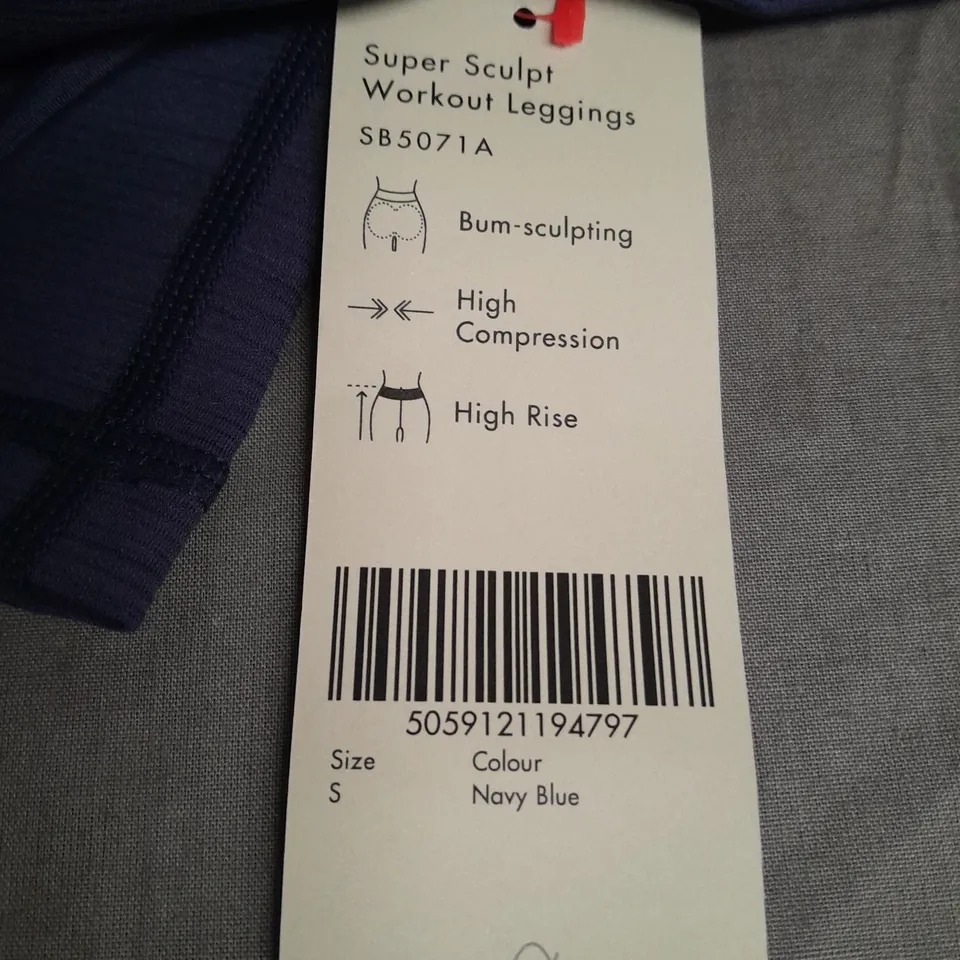 Super Sculpt
Workout Leggings
SB5071A
Bum-sculpting
High
Compression
High Rise
5059121194797
Size Colour
S Navy Blue